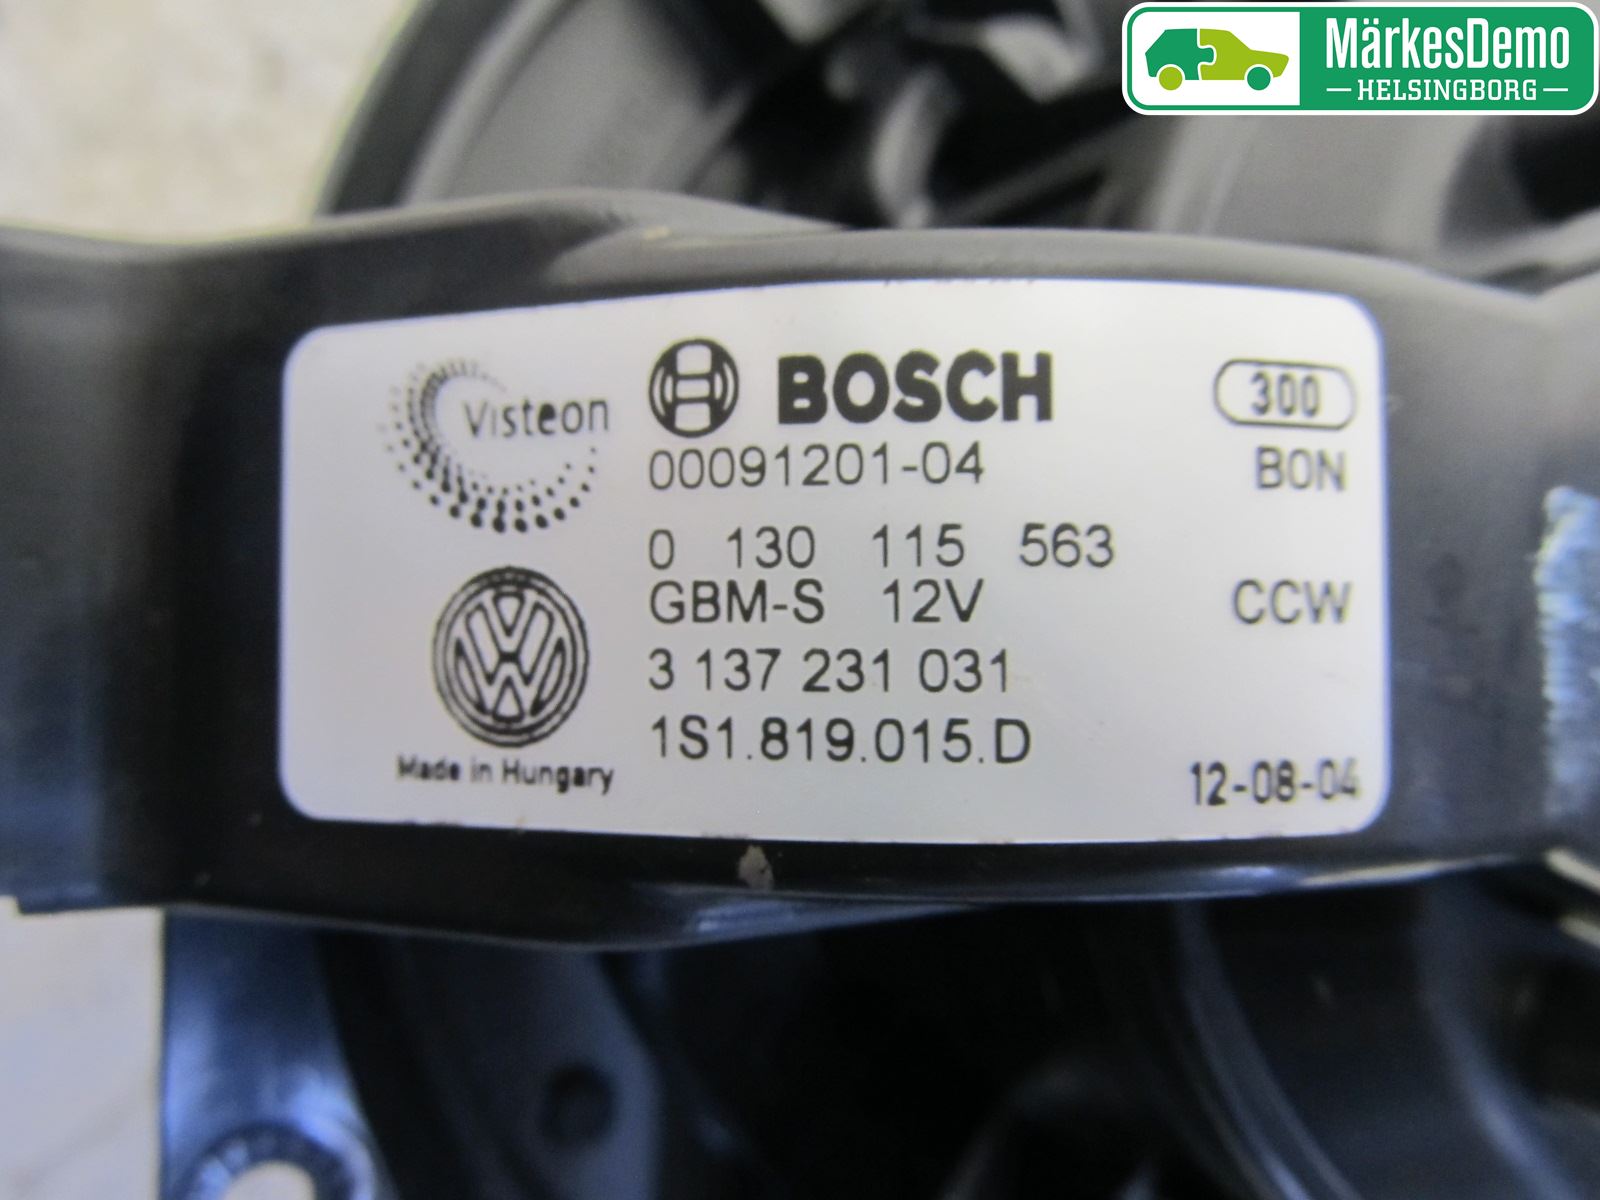 MärkesDemo
HELSINGBORG
Visteon
BOSCH
300
00091201-04
BON
0 130 115 563
GBM-S 12V
CCW
3 137 231 031
1S1.819.015.D
Made in Hungary
12-08-04